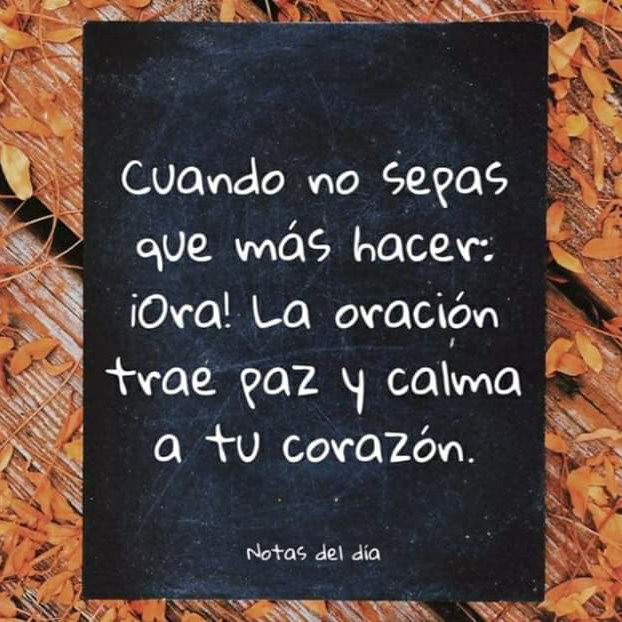 Cuando no sepas
que más hacer:
¡Ora! La oración
trae paz y calma
a tu corazón.
Notas del día